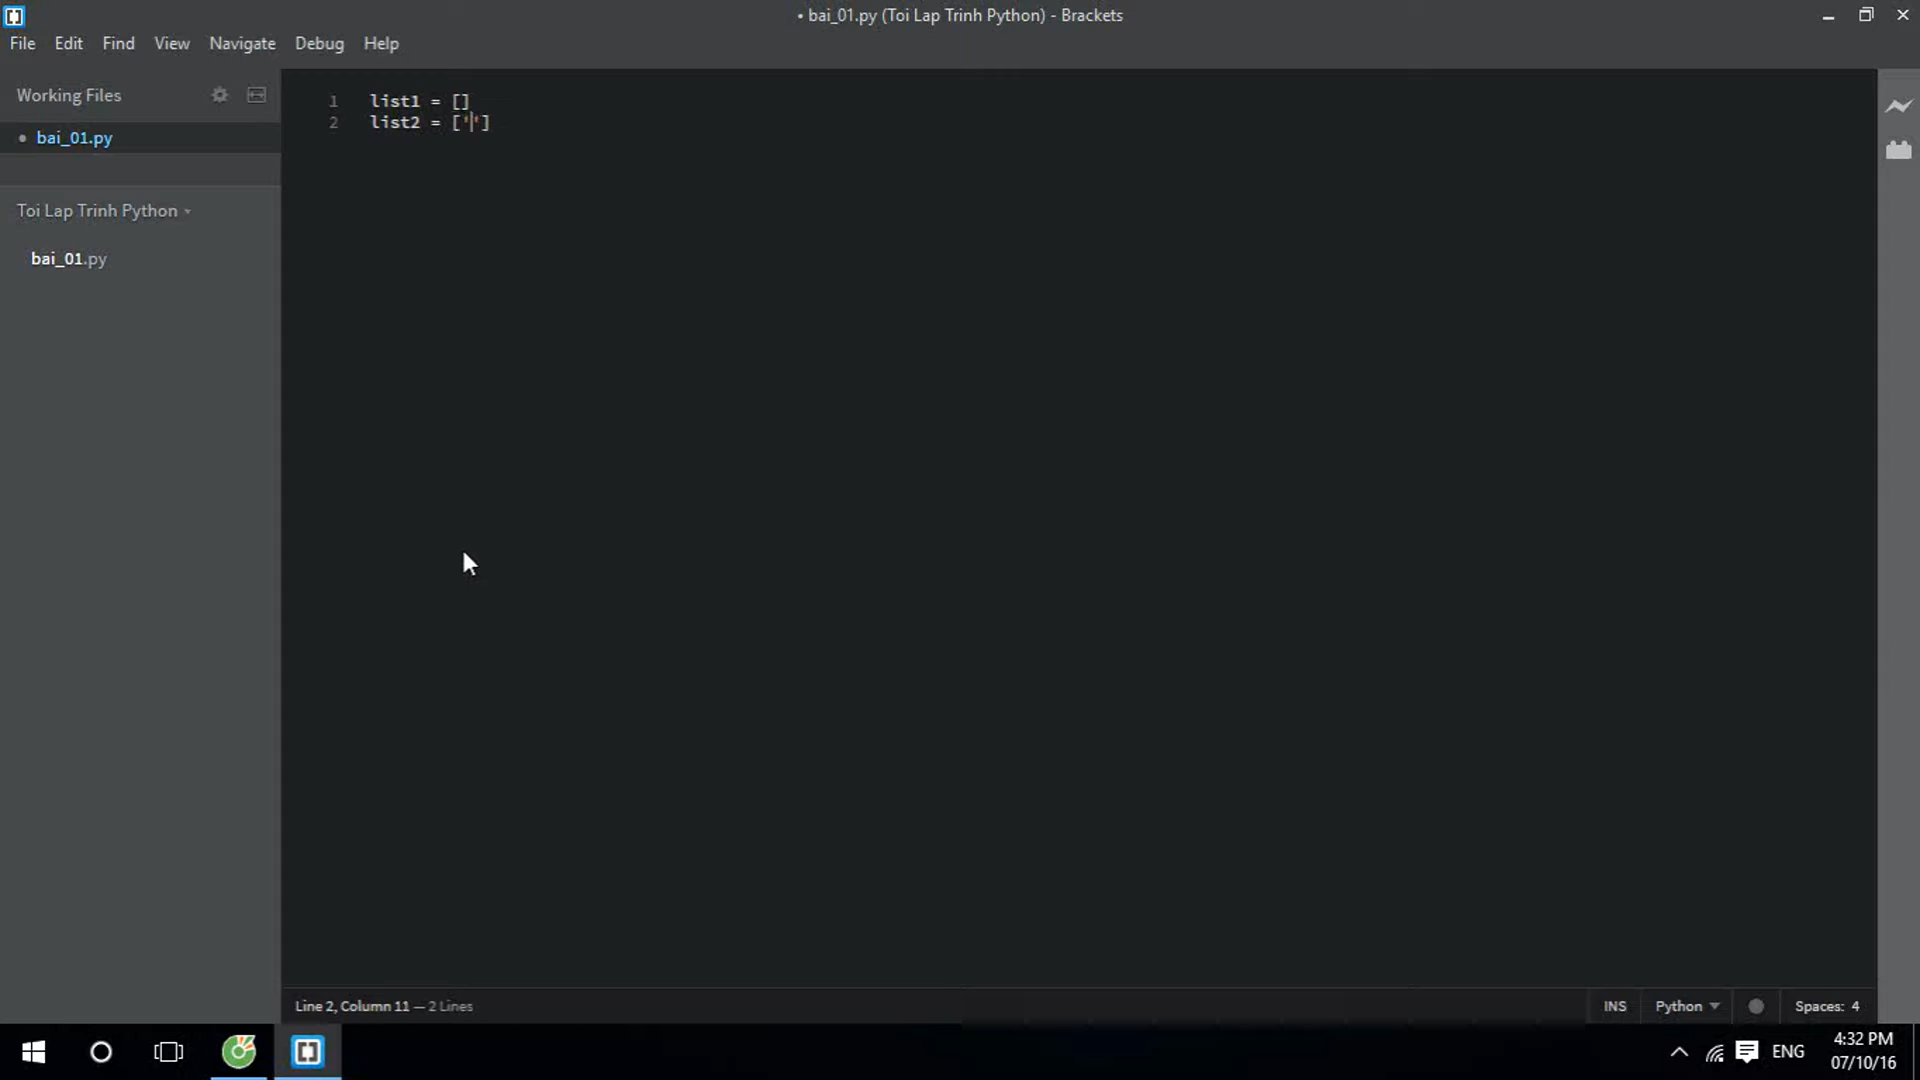 • bai_01.py (Toi Lap Trinh Python) - Brackets
File Edit Find View Navigate Debug Help
Working Files
• bai_01.py
Toi Lap Trinh Python
bai_01.py
1 list1 = []
2 list2 = ['']
Line 2, Column 11 — 2 Lines
INS Python Spaces: 4
ENG
4:32 PM
07/10/16